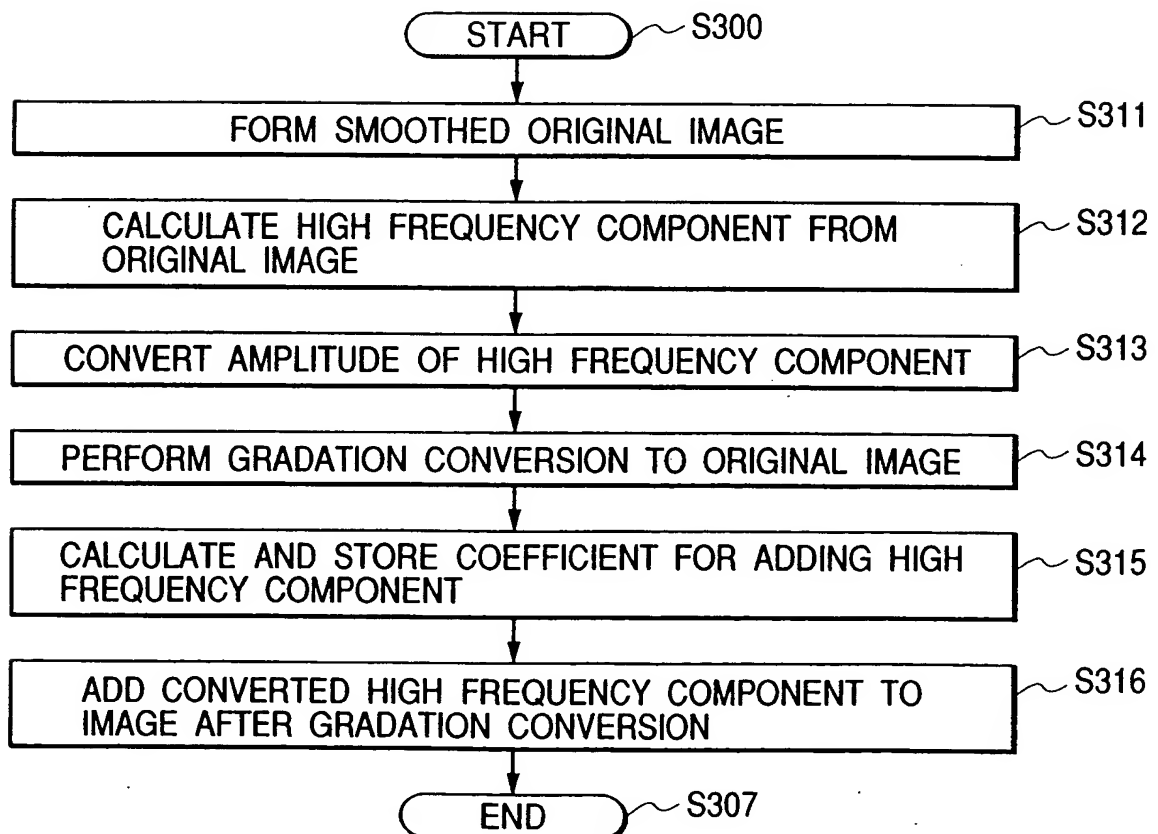 START S300
FORM SMOOTHED ORIGINAL IMAGE S311
CALCULATE HIGH FREQUENCY COMPONENT FROM S312
ORIGINAL IMAGE
CONVERT AMPLITUDE OF HIGH FREQUENCY COMPONENT S313
PERFORM GRADATION CONVERSION TO ORIGINAL IMAGE S314
CALCULATE AND STORE COEFFICIENT FOR ADDING HIGH S315
FREQUENCY COMPONENT
ADD CONVERTED HIGH FREQUENCY COMPONENT TO S316
IMAGE AFTER GRADATION CONVERSION
END S307